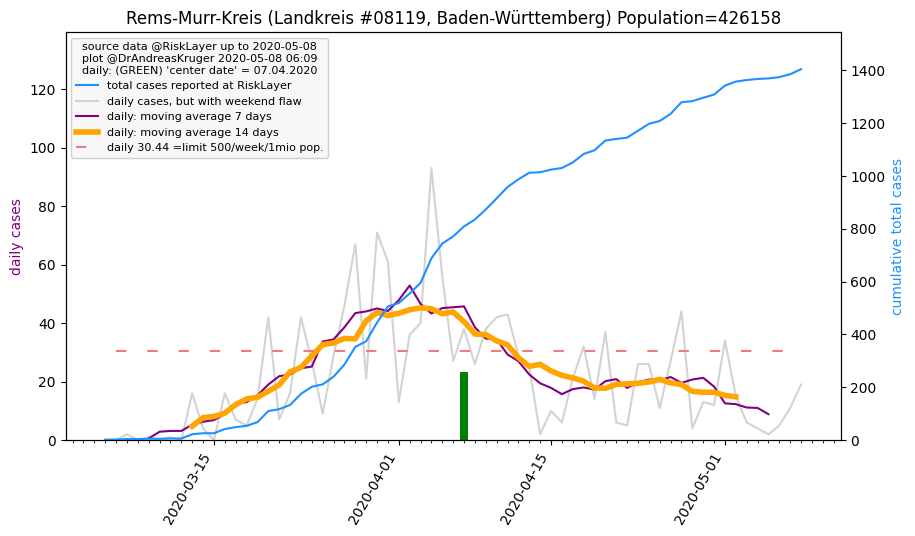 Rems-Murr-Kreis (Landkreis #08119, Baden-Württemberg) Population=426158
source data @RiskLayer up to 2020-05-08
plot @DrAndreasKruger 2020-05-08 06:09
daily: (GREEN) 'center date' = 07.04.2020
total cases reported at RiskLayer
daily cases, but with weekend flaw
daily: moving average 7 days
daily: moving average 14 days
daily 30.44 =limit 500/week/1mio pop.
daily cases
120
100
80
60
40
20
0
cumulative total cases
1400
1200
1000
800
600
400
200
0
2020-03-15
2020-04-01
2020-04-15
2020-05-01